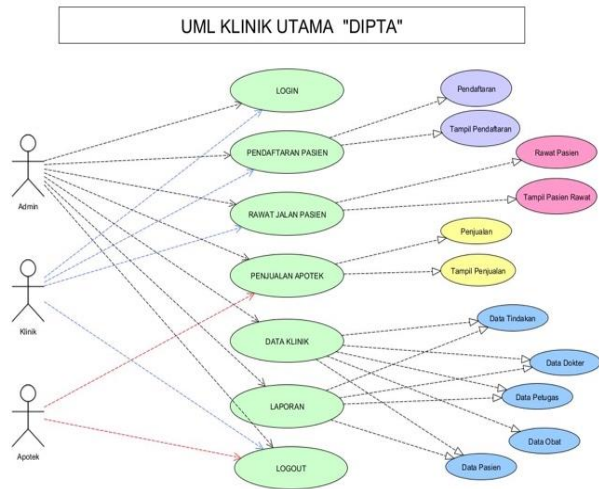 UML KLINIK UTAMA "DIPTA"
LOGIN
Pendaftaran
Tampil Pendaftaran
PENDAFTARAN PASIEN
Rawat Pasien
Admin
RAWAT JALAN PASIEN
Tampil Pasien Rawat
Penjualan
PENJUALAN APOTEK
Tampil Penjualan
Klinik
Data Tindakan
DATA KLINIK
Data Dokter
Data Petugas
LAPORAN
Data Obat
Apotek
LOGOUT
Data Pasien